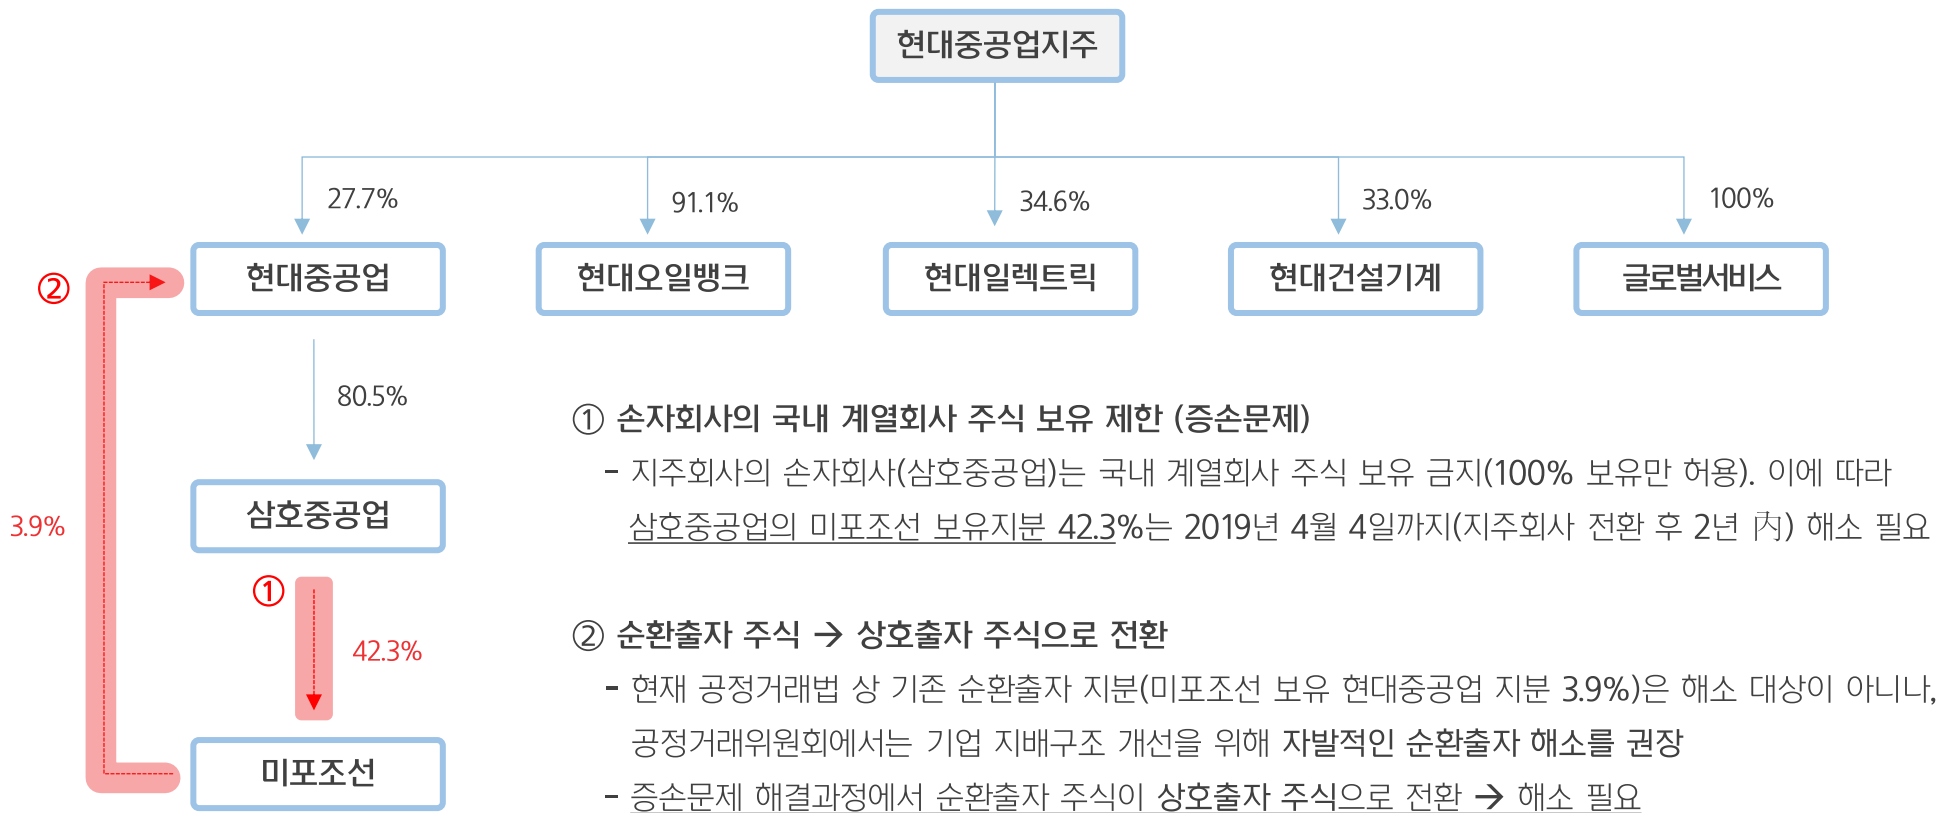 현대중공업지주
27.7%
91.1%
34.6%
33.0%
100%
② 현대중공업
현대오일뱅크
현대일렉트릭
현대건설기계
글로벌서비스
80.5%
① 손자회사의 국내 계열회사 주식 보유 제한 (증손문제)
- 지주회사의 손자회사(삼호중공업)는 국내 계열회사 주식 보유 금지(100% 보유만 허용). 이에 따라
삼호중공업
3.9%
삼호중공업의 미포조선 보유지분 42.3%는 2019년 4월 4일까지(지주회사 전환 후 2년 內) 해소 필요
①
42.3%
② 순환출자 주식 → 상호출자 주식으로 전환
- 현재 공정거래법 상 기존 순환출자 지분(미포조선 보유 현대중공업 지분 3.9%)은 해소 대상이 아니나,
공정거래위원회에서는 기업 지배구조 개선을 위해 자발적인 순환출자 해소를 권장
미포조선
- 증손문제 해결과정에서 순환출자 주식이 상호출자 주식으로 전환 → 해소 필요